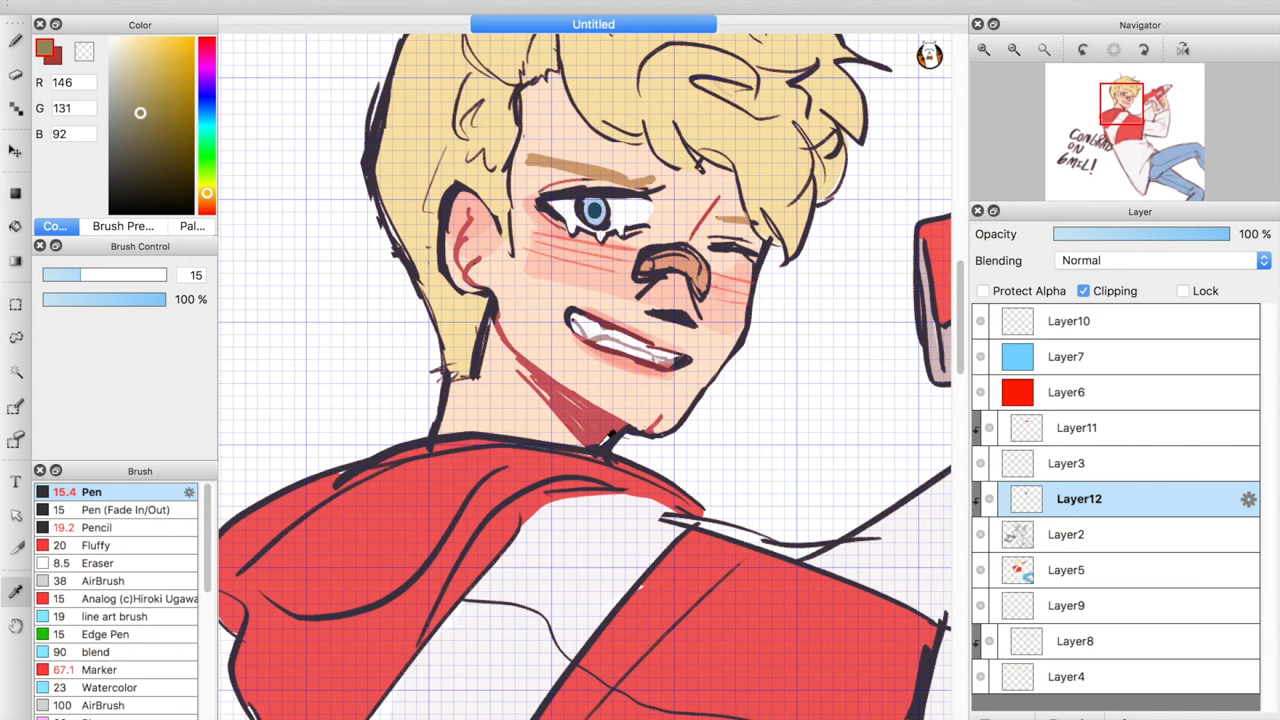 Color
Untitled
Navigator
R 146
G 131
B 92
CONGRATS
ON
6MEL!
Co... Brush Pre... Pal...
Brush Control
15
100 %
Layer
Opacity 100 %
Blending Normal
Protect Alpha Clipping Lock
Layer10
Layer7
Layer6
Layer11
Layer3
Layer12
Layer2
Layer5
Layer9
Layer8
Layer4
Brush
15.4 Pen
15 Pen (Fade In/Out)
19.2 Pencil
20 Fluffy
8.5 Eraser
38 AirBrush
15 Analog (c)Hiroki Ugawa
19 line art brush
15 Edge Pen
90 blend
67.1 Marker
23 Watercolor
100 AirBrush
T